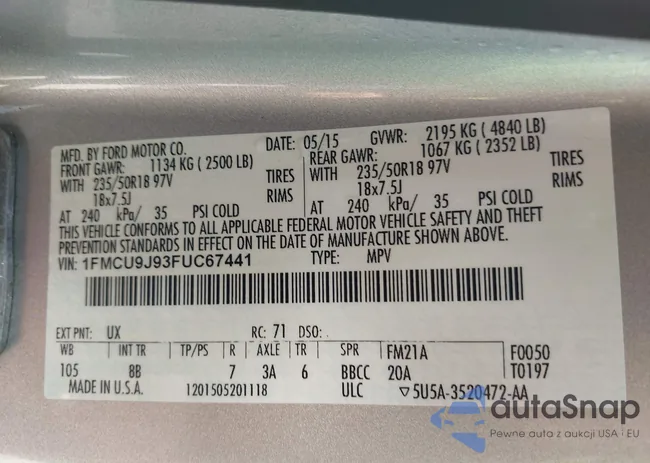 MFD. BY FORD MOTOR CO. DATE: 05/15 GVWR: 2195 KG ( 4840 LB)
FRONT GAWR: 1134 KG ( 2500 LB) REAR GAWR: 1067 KG ( 2352 LB)
WITH 235/50R18 97V TIRES WITH 235/50R18 97V TIRES
18x7.5J RIMS 18x7.5J RIMS
AT 240 kPa/ 35 PSI COLD AT 240 kPa/ 35 PSI COLD
THIS VEHICLE CONFORMS TO ALL APPLICABLE FEDERAL MOTOR VEHICLE SAFETY AND THEFT
PREVENTION STANDARDS IN EFFECT ON THE DATE OF MANUFACTURE SHOWN ABOVE.
VIN: 1FMCU9J93FUC67441 TYPE: MPV
EXT PNT: UX RC: 71 DSO:
WB INT TR TP/PS R AXLE TR SPR FM21A F0050
105 8B 7 3A 6 BBCC 20A T0197
MADE IN U.S.A. 1201505201118 ULC ▽5U5A-3520472-AA
autaSnap
Pewne auto z aukcji USA i EU